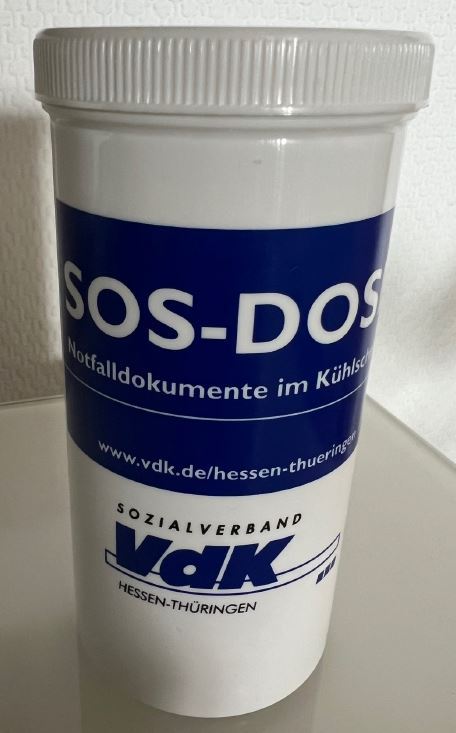 SOS-DOS
Notfalldokumente im Kühlsch
www.vdk.de/hessen-thueringen
SOZIALVERBAND
VdK
HESSEN-THÜRINGEN